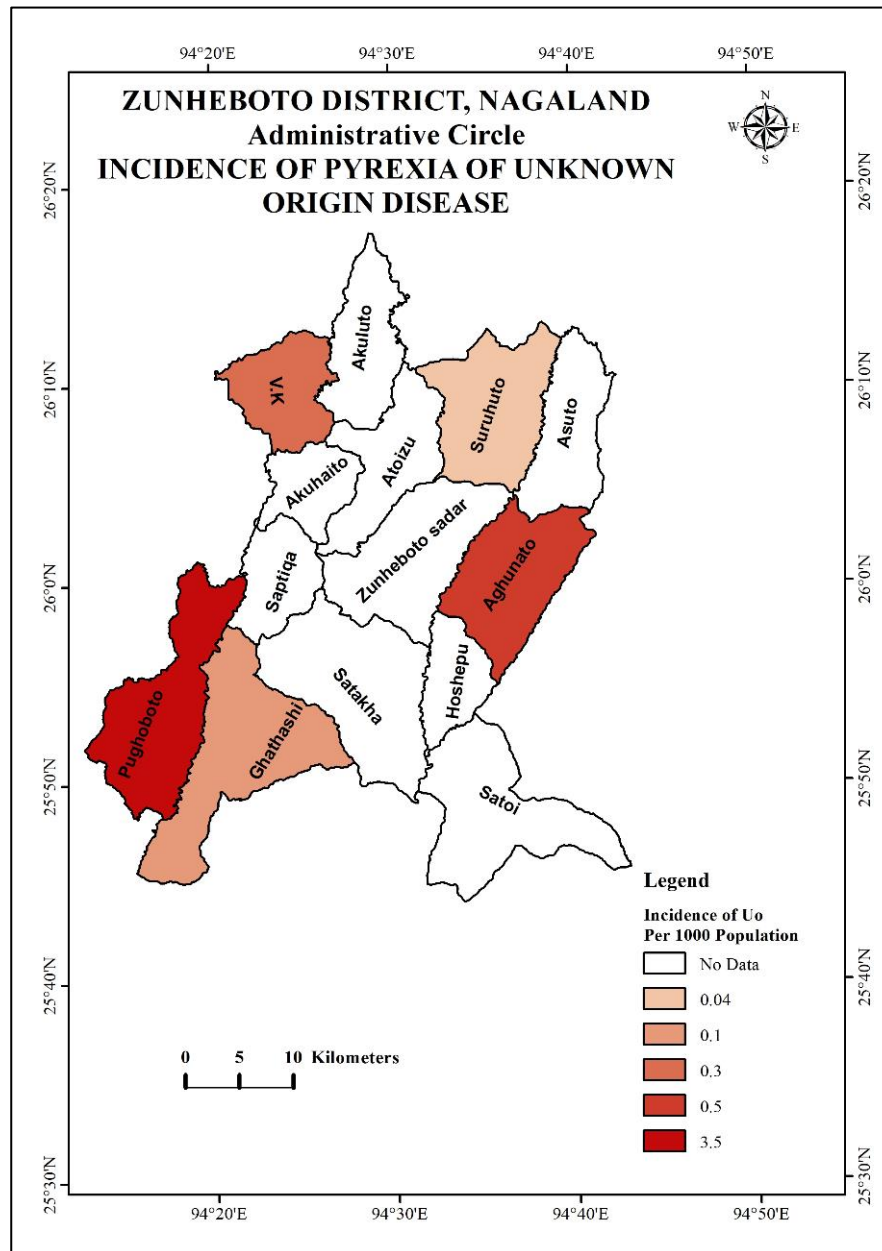 94°20'E 94°30'E 94°40'E 94°50'E
ZUNHEBOTO DISTRICT, NAGALAND
Administrative Circle
INCIDENCE OF PYREXIA OF UNKNOWN
ORIGIN DISEASE
N
W E
S
26°20'N 26°20'N
26°10'N 26°10'N
26°0'N 26°0'N
25°50'N 25°50'N
25°40'N 25°40'N
25°30'N 25°30'N
Akuluto
V.K
Suruhuto
Asuto
Atoizu
Akuhaito
Zunheboto sadar
Saptiqa
Aghunato
Satakha
Hoshepu
Pughoboto
Ghathashi
Satoi
Legend
Incidence of Uo
Per 1000 Population
No Data
0.04
0.1
0.3
0.5
3.5
0 5 10 Kilometers
94°20'E 94°30'E 94°40'E 94°50'E